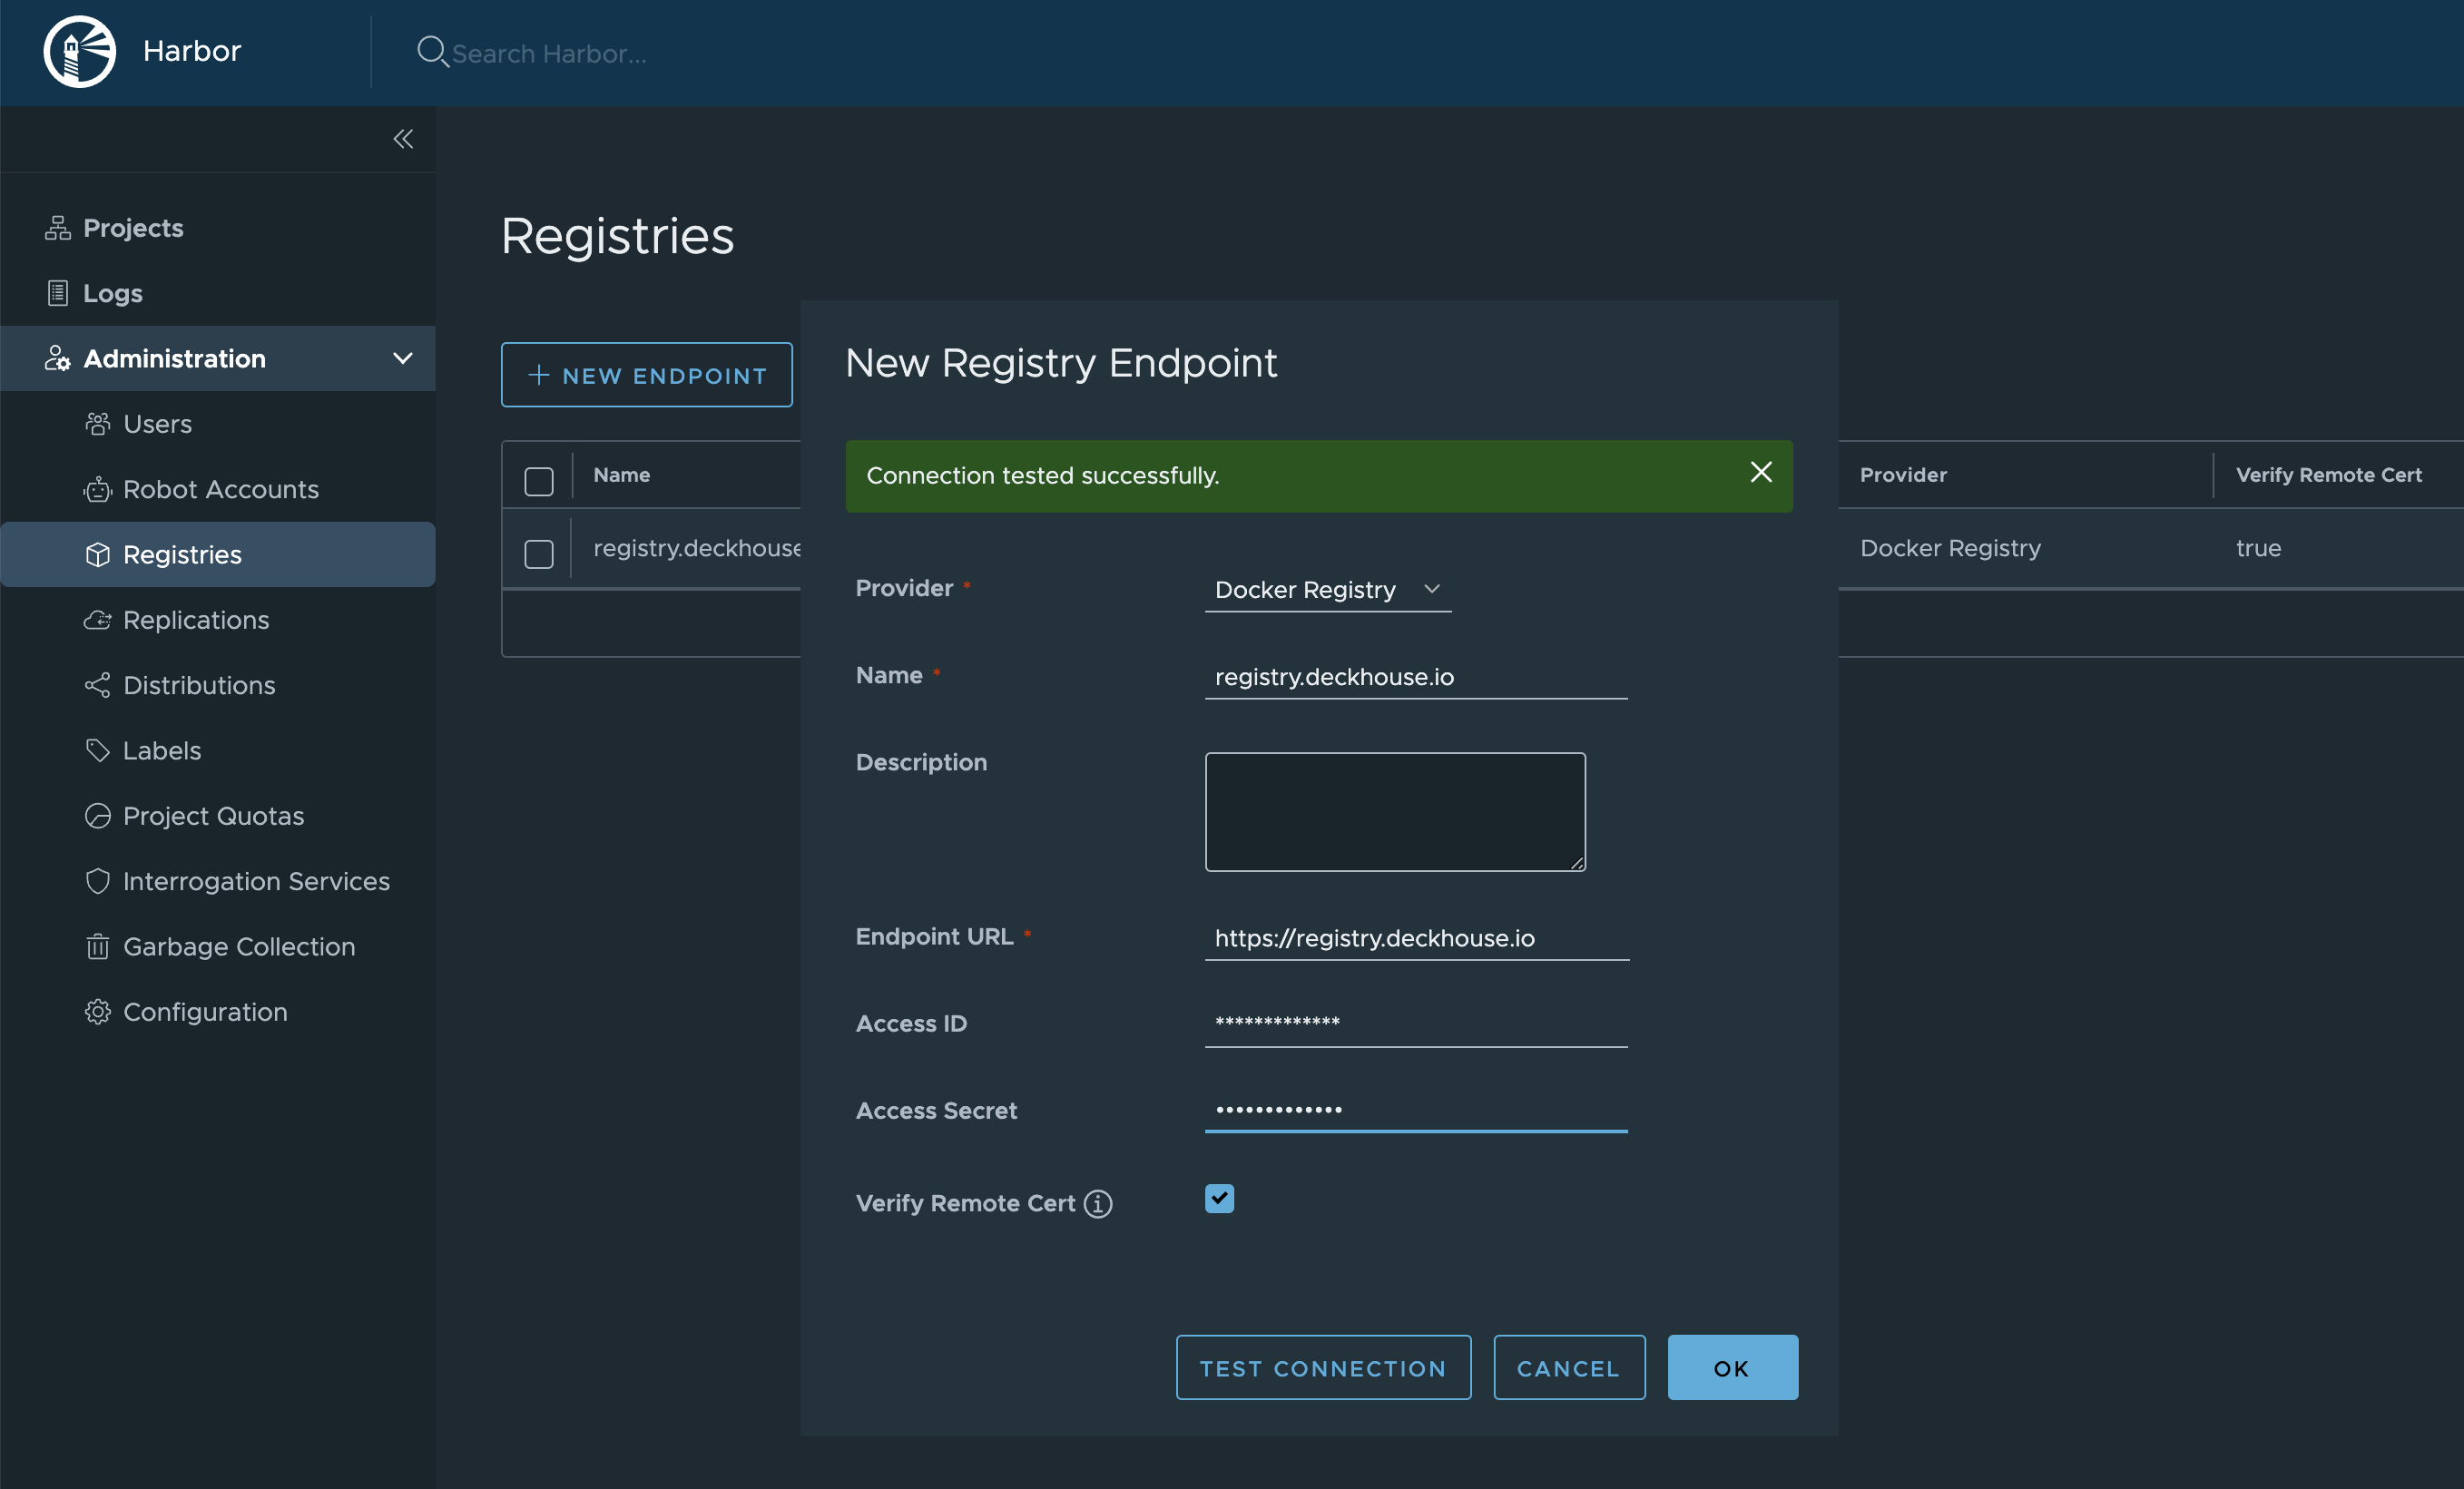 Harbor
Search Harbor...
Projects
Logs
Administration
Users
Robot Accounts
Registries
Replications
Distributions
Labels
Project Quotas
Interrogation Services
Garbage Collection
Configuration
Registries
+ NEW ENDPOINT
Name
Provider
Verify Remote Cert
registry.deckhouse
Docker Registry
true
New Registry Endpoint
Connection tested successfully.
Provider *
Docker Registry
Name *
registry.deckhouse.io
Description
Endpoint URL *
https://registry.deckhouse.io
Access ID
*************
Access Secret
•••••••••••••
Verify Remote Cert
TEST CONNECTION
CANCEL
OK